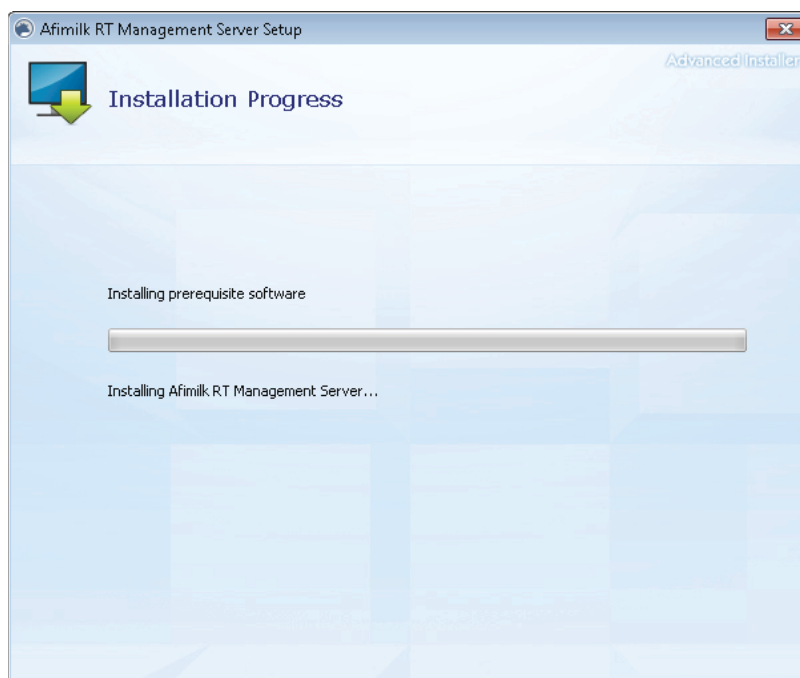 Afimilk RT Management Server Setup
Advanced Installer
Installation Progress
Installing prerequisite software
Installing Afimilk RT Management Server...